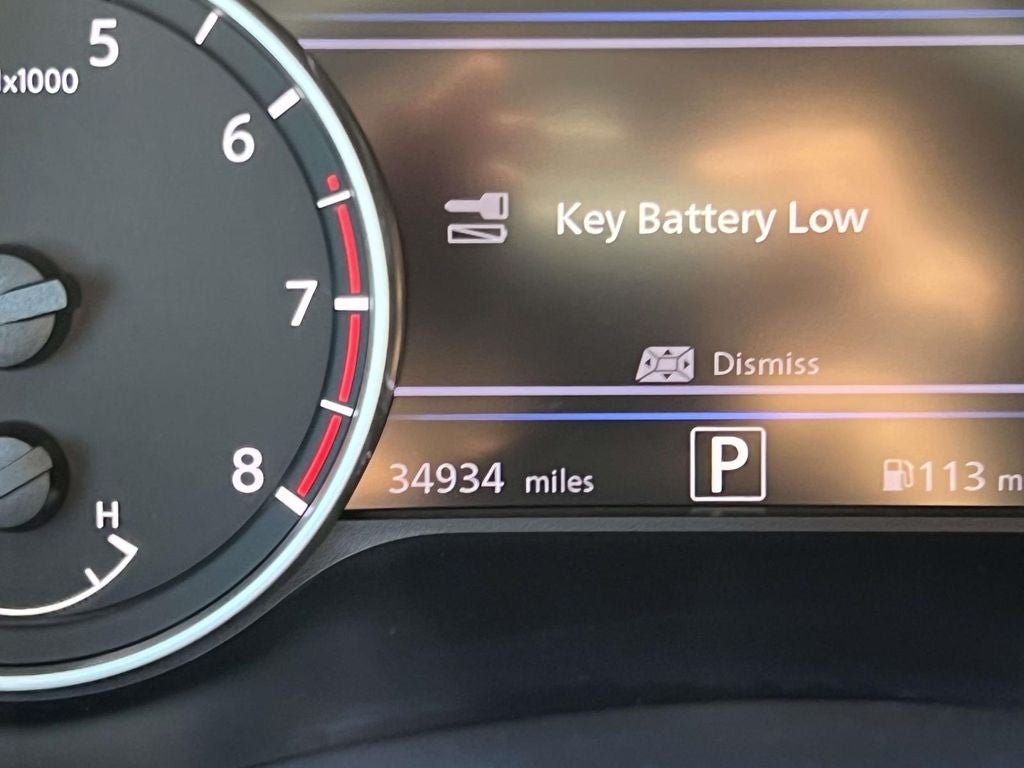 5
x1000
6
Key Battery Low
7
Dismiss
8
34934 miles
P
113 m
H